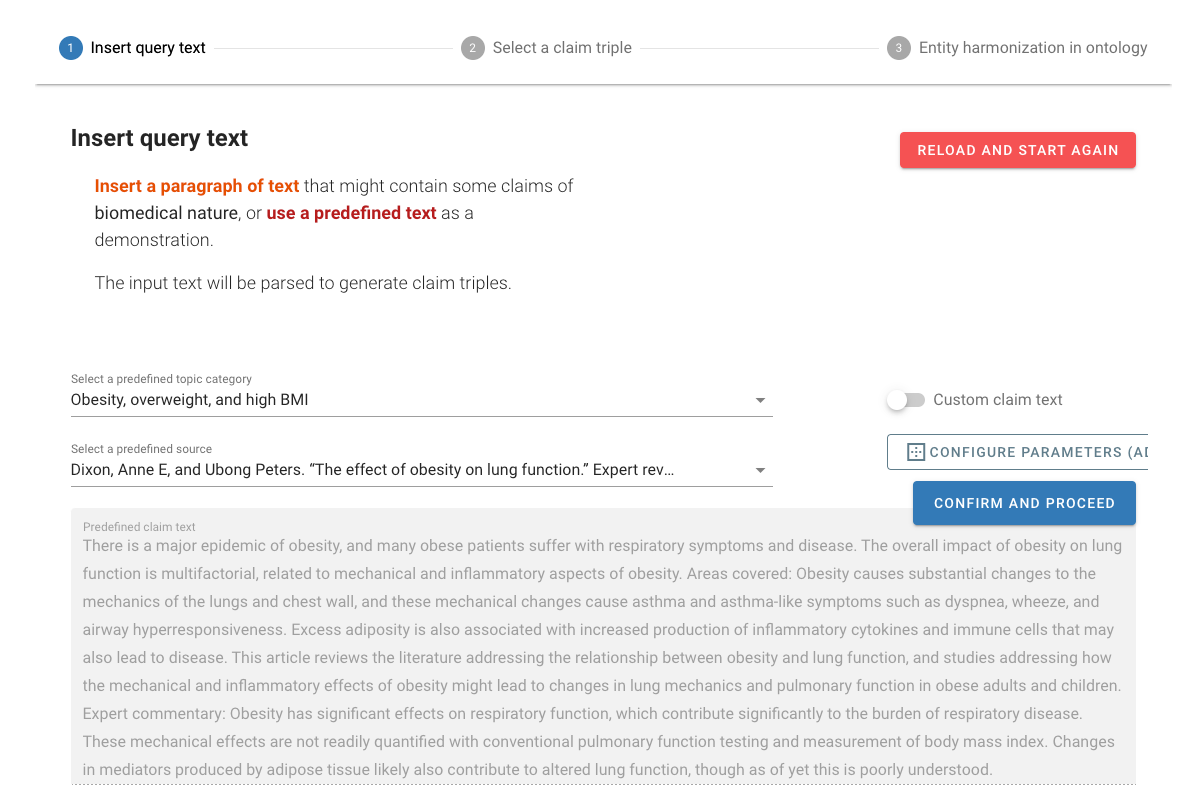 1 Insert query text
2 Select a claim triple
3 Entity harmonization in ontology
Insert query text
RELOAD AND START AGAIN
Insert a paragraph of text that might contain some claims of
biomedical nature, or use a predefined text as a
demonstration.
The input text will be parsed to generate claim triples.
Select a predefined topic category
Obesity, overweight, and high BMI
Custom claim text
Select a predefined source
Dixon, Anne E, and Ubong Peters. “The effect of obesity on lung function.” Expert rev…
CONFIGURE PARAMETERS (AD
CONFIRM AND PROCEED
Predefined claim text
There is a major epidemic of obesity, and many obese patients suffer with respiratory symptoms and disease. The overall impact of obesity on lung
function is multifactorial, related to mechanical and inflammatory aspects of obesity. Areas covered: Obesity causes substantial changes to the
mechanics of the lungs and chest wall, and these mechanical changes cause asthma and asthma-like symptoms such as dyspnea, wheeze, and
airway hyperresponsiveness. Excess adiposity is also associated with increased production of inflammatory cytokines and immune cells that may
also lead to disease. This article reviews the literature addressing the relationship between obesity and lung function, and studies addressing how
the mechanical and inflammatory effects of obesity might lead to changes in lung mechanics and pulmonary function in obese adults and children.
Expert commentary: Obesity has significant effects on respiratory function, which contribute significantly to the burden of respiratory disease.
These mechanical effects are not readily quantified with conventional pulmonary function testing and measurement of body mass index. Changes
in mediators produced by adipose tissue likely also contribute to altered lung function, though as of yet this is poorly understood.